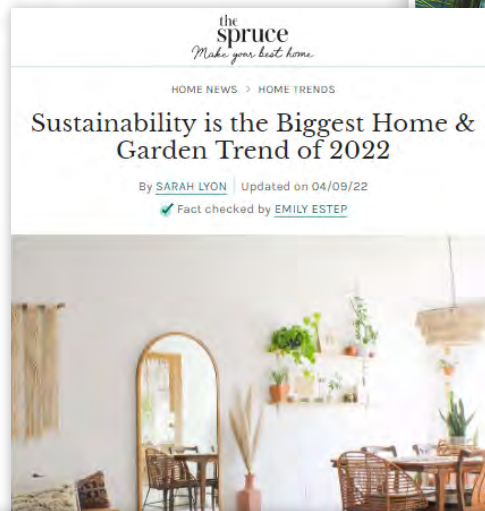 the
spruce
Make your best home
HOME NEWS > HOME TRENDS
Sustainability is the Biggest Home &
Garden Trend of 2022
By SARAH LYON | Updated on 04/09/22
Fact checked by EMILY ESTEP